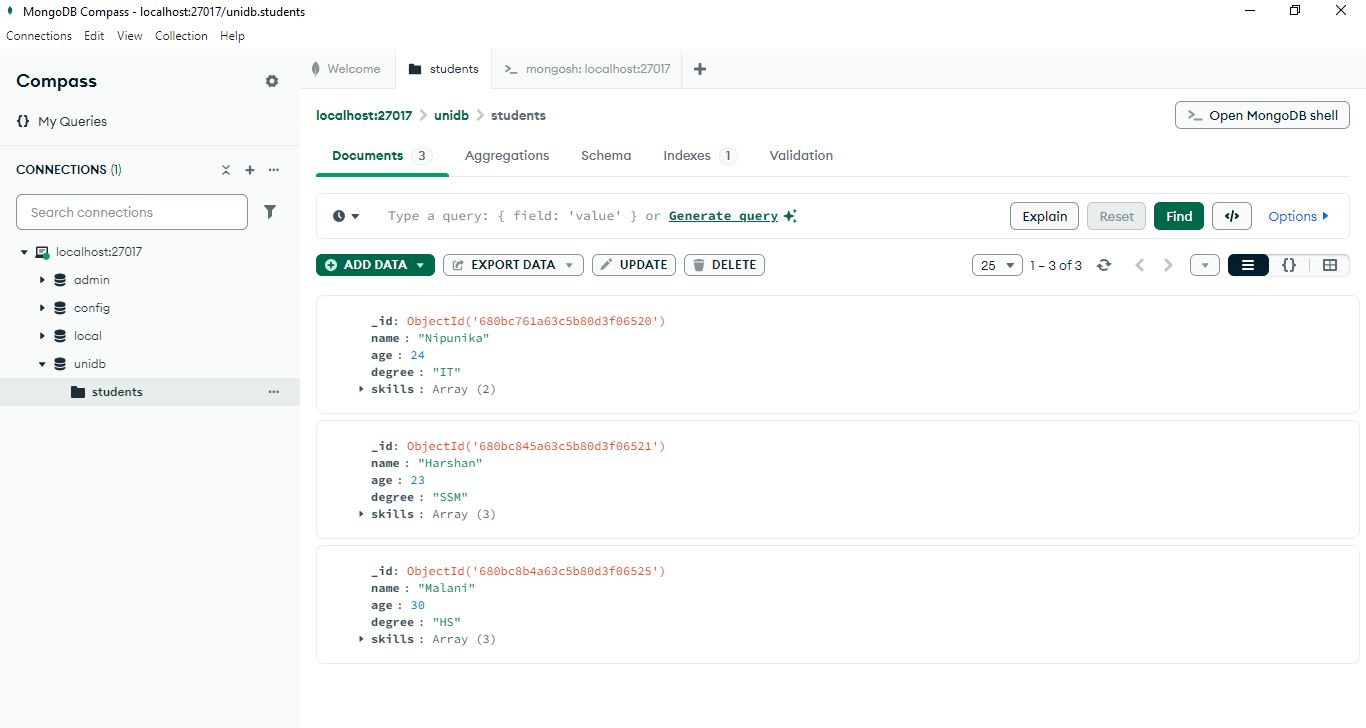 MongoDB Compass - localhost:27017/unidb.students
Connections Edit View Collection Help
Compass
{} My Queries
CONNECTIONS (1)
Search connections
localhost:27017
admin
config
local
unidb
students
Welcome
students
>_ mongosh: localhost:27017
localhost:27017 > unidb > students
>_ Open MongoDB shell
Documents 3 Aggregations Schema Indexes 1 Validation
Type a query: { field: 'value' } or Generate query
Explain Reset Find </> Options
ADD DATA EXPORT DATA UPDATE DELETE
25 1 – 3 of 3 {}
_id: ObjectId('680bc761a63c5b80d3f06520')
name : "Nipunika"
age : 24
degree : "IT"
skills : Array (2)
_id: ObjectId('680bc845a63c5b80d3f06521')
name : "Harshan"
age : 23
degree : "SSM"
skills : Array (3)
_id: ObjectId('680bc8b4a63c5b80d3f06525')
name : "Malani"
age : 30
degree : "HS"
skills : Array (3)